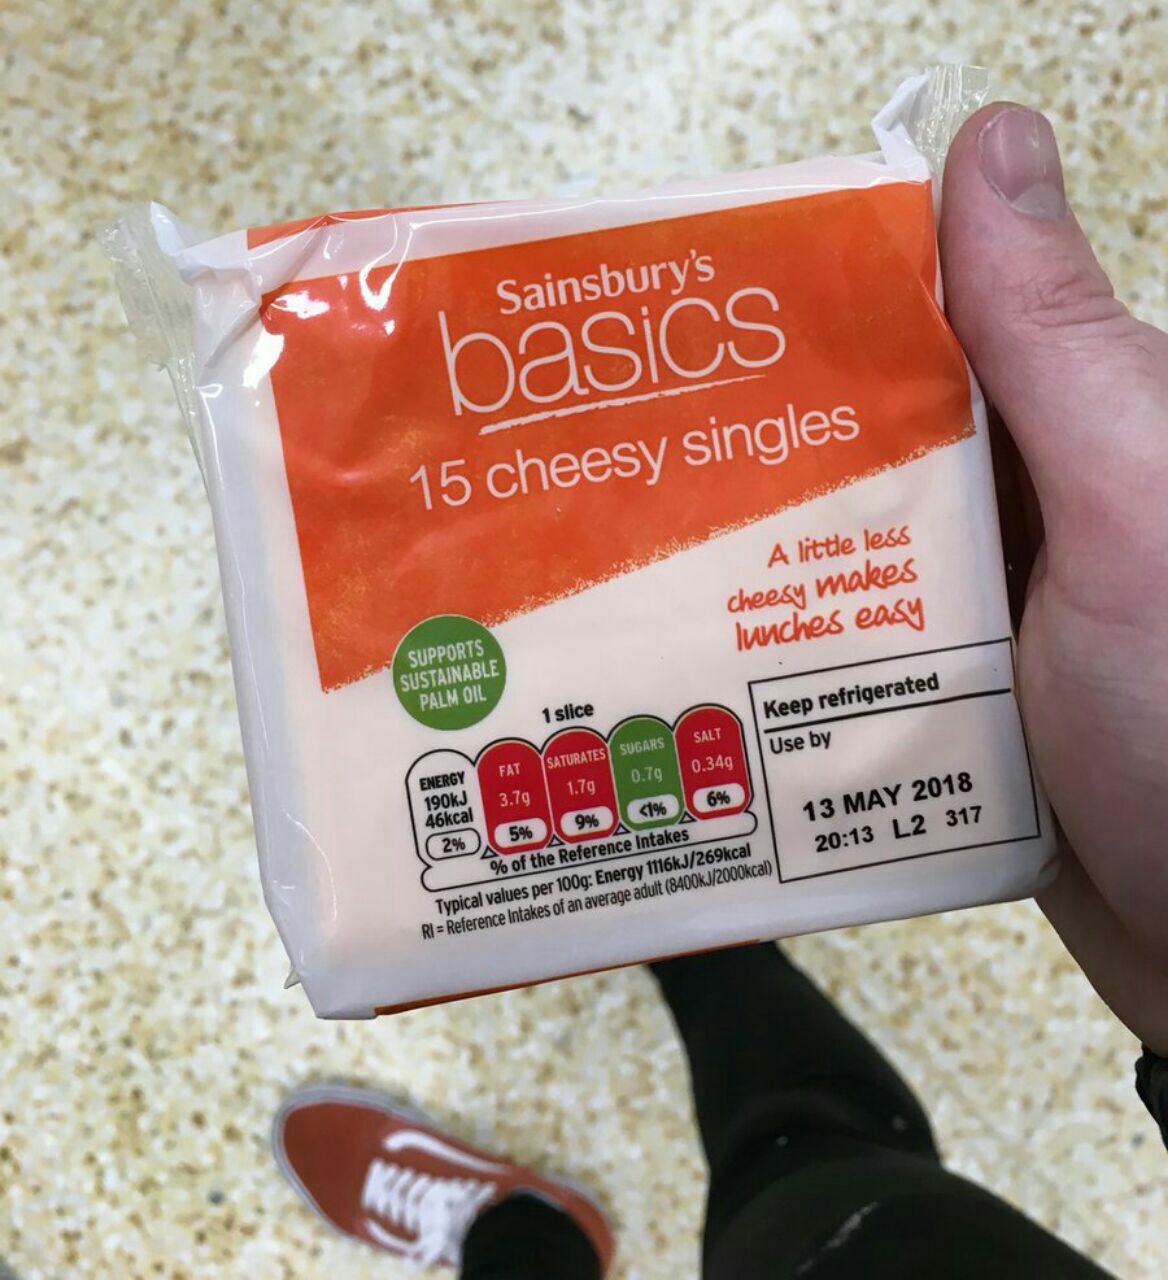 Sainsbury's
basics
15 cheesy singles
A little less
cheesy makes
lunches easy
SUPPORTS
SUSTAINABLE
PALM OIL
1 slice
ENERGY
190kJ
46kcal
2%
FAT
3.7g
5%
SATURATES
1.7g
9%
SUGARS
0.7g
<1%
SALT
0.34g
6%
% of the Reference Intakes
Typical values per 100g: Energy 1116kJ/269kcal
RI = Reference Intakes of an average adult (8400kJ/2000kcal)
Keep refrigerated
Use by
13 MAY 2018
20:13 L2 317